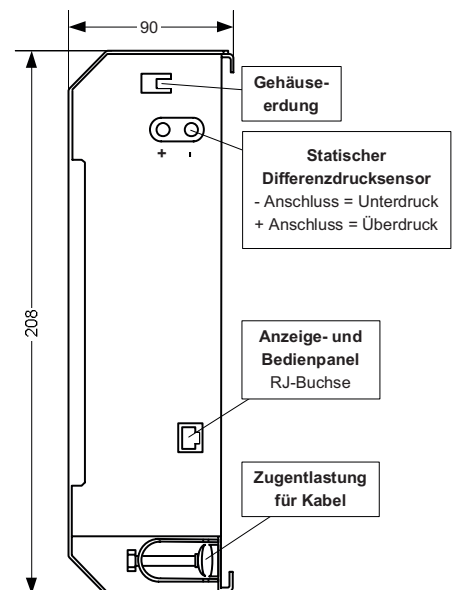 90
Gehäuse-
erdung
+ -
Statischer
Differenzdrucksensor
- Anschluss = Unterdruck
+ Anschluss = Überdruck
208
Anzeige- und
Bedienpanel
RJ-Buchse
Zugentlastung
für Kabel